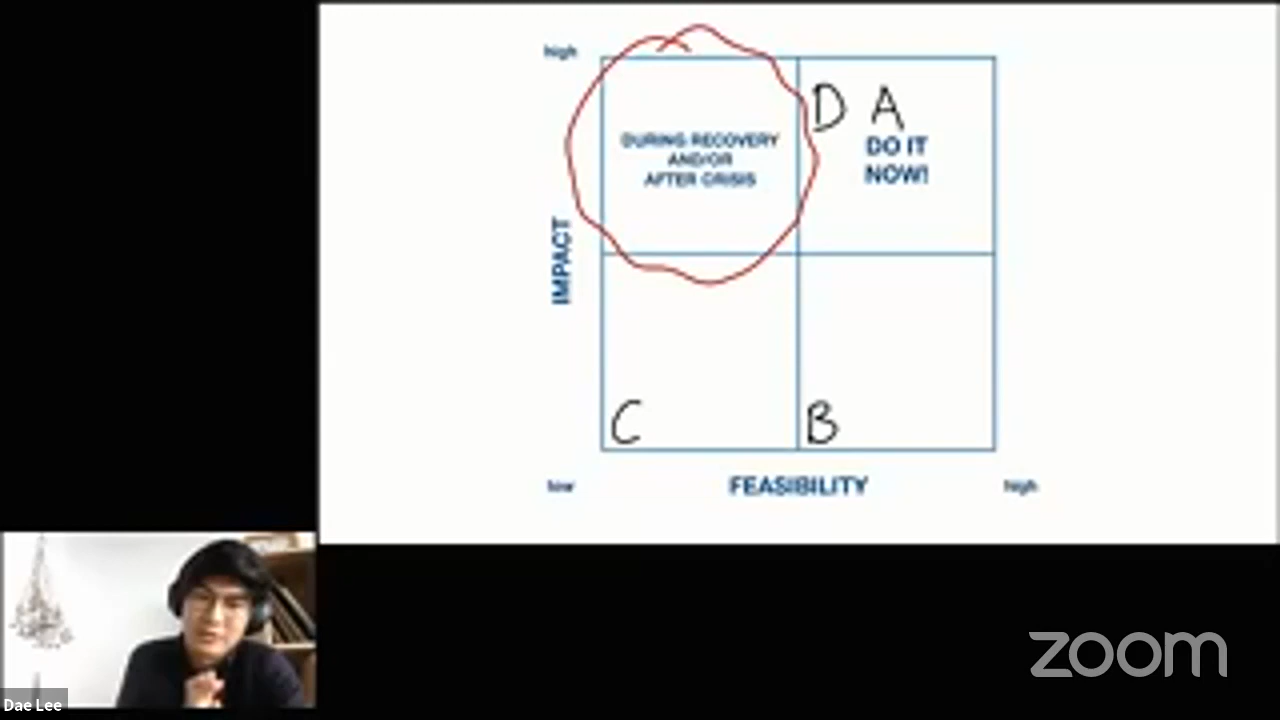 high
D A
DURING RECOVERY
AND/OR
AFTER CRISIS
DO IT
NOW!
IMPACT
C
B
low
FEASIBILITY
high
Dae Lee
zoom